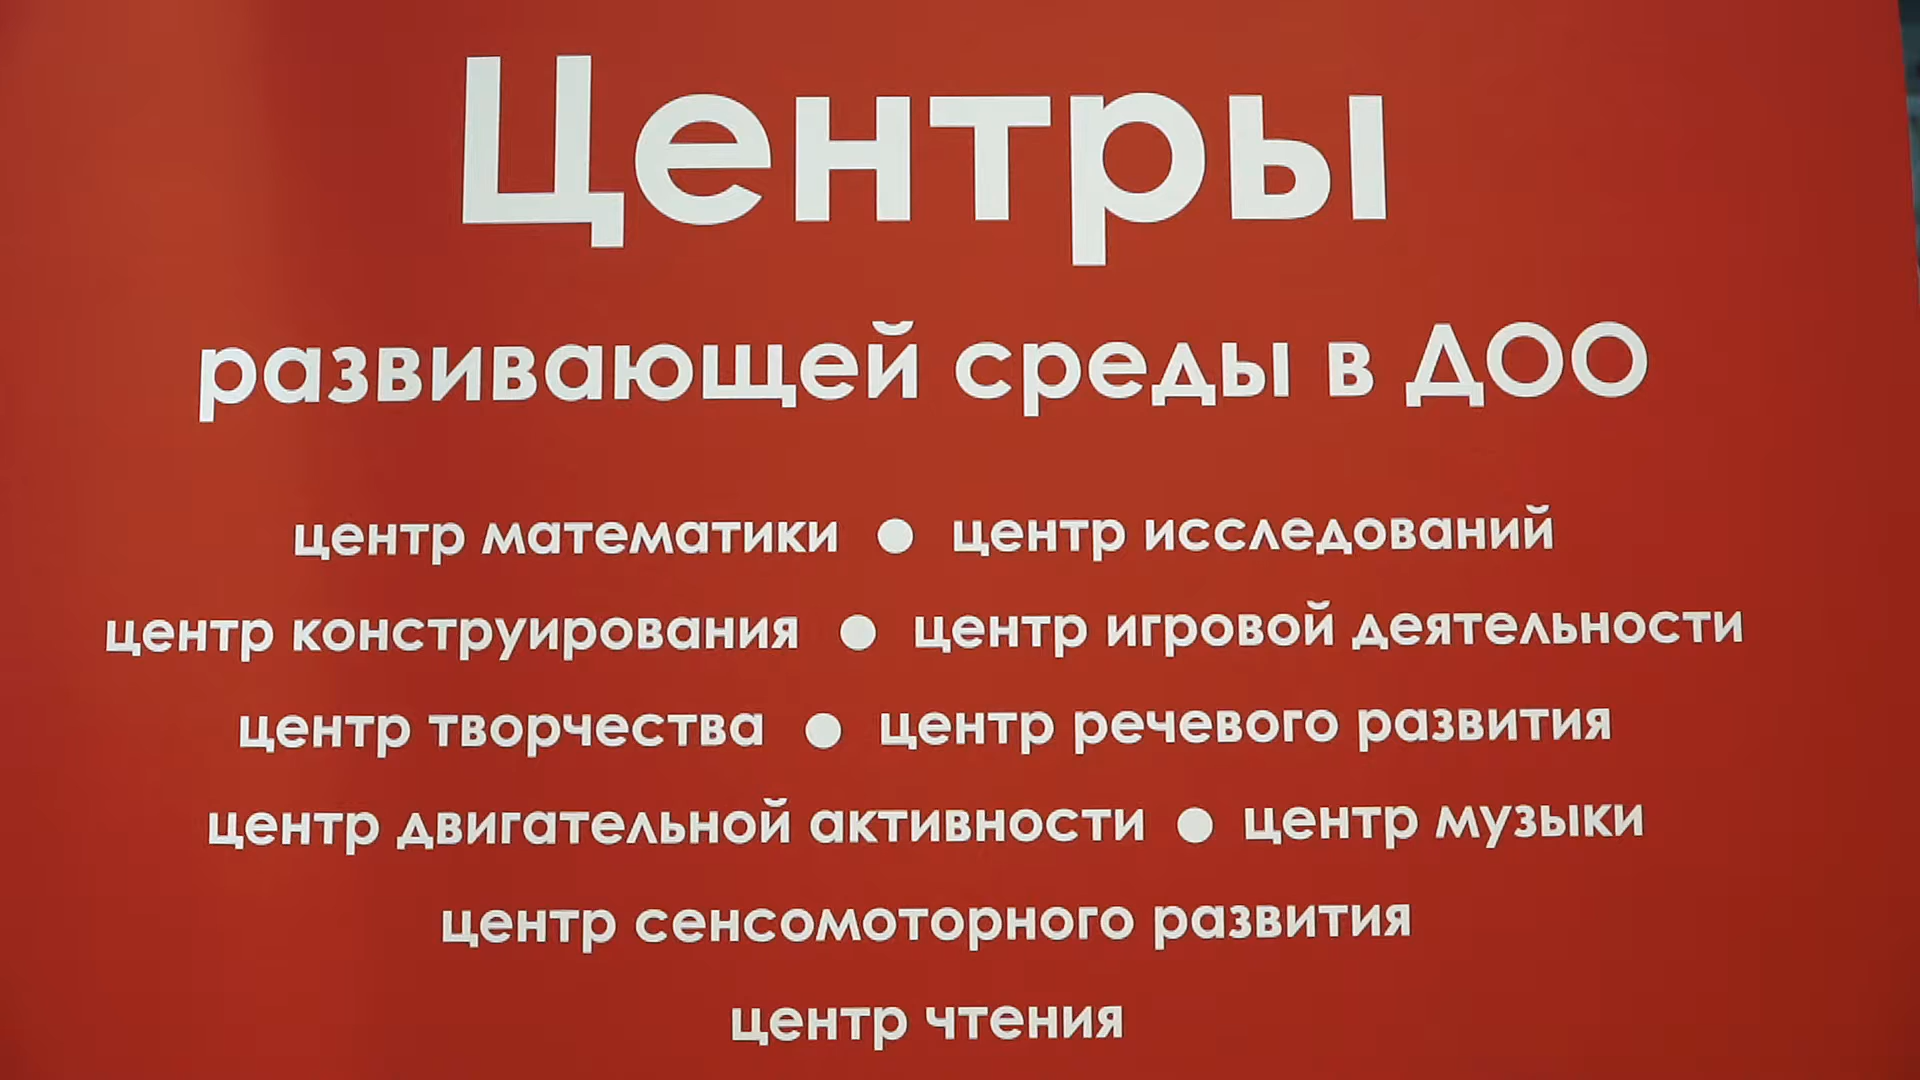 Центры
развивающей среды в ДОО
центр математики ● центр исследований
центр конструирования ● центр игровой деятельности
центр творчества ● центр речевого развития
центр двигательной активности ● центр музыки
центр сенсомоторного развития
центр чтения